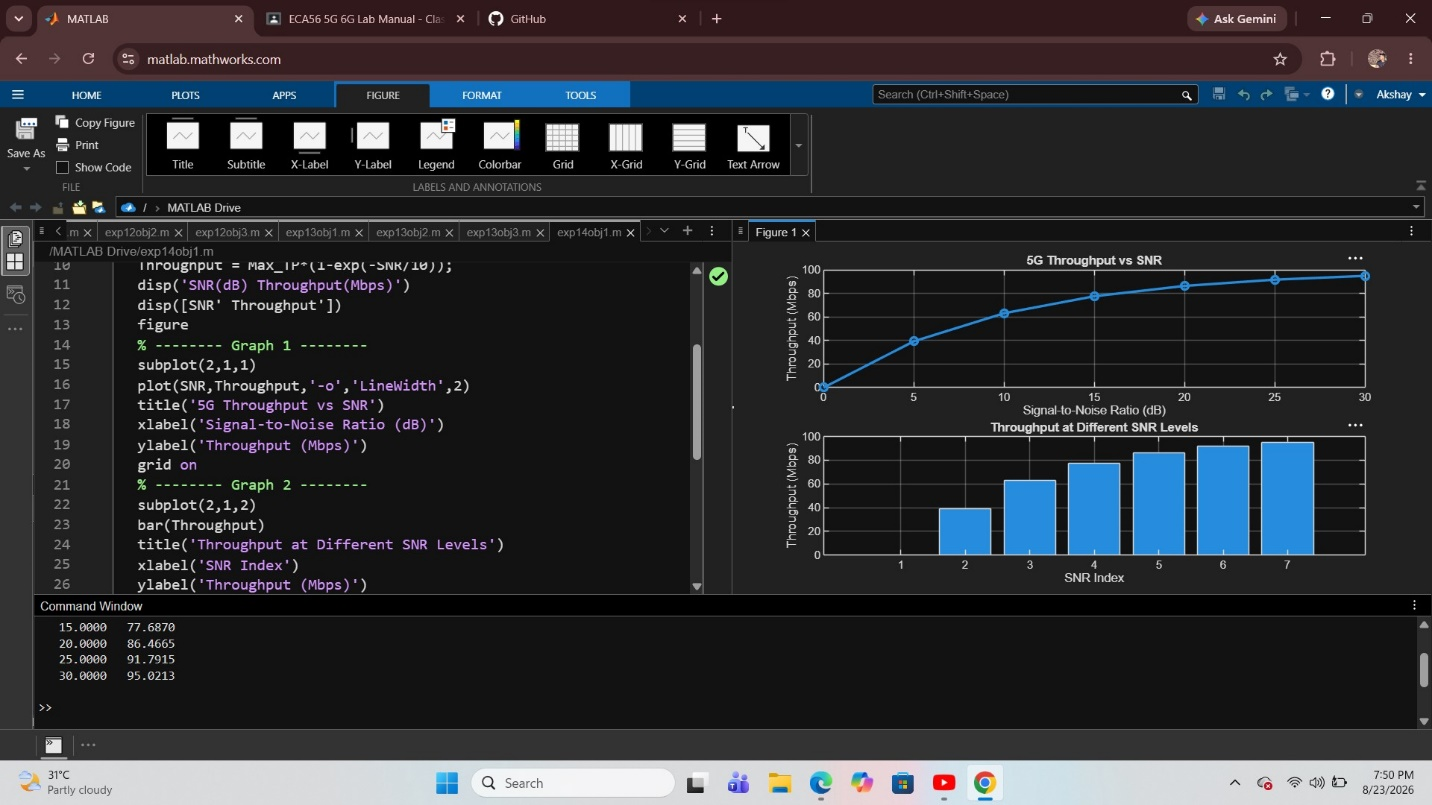 MATLAB
ECA56 5G 6G Lab Manual - Clas
GitHub
Ask Gemini
matlab.mathworks.com
HOME PLOTS APPS FIGURE FORMAT TOOLS
Search (Ctrl+Shift+Space)
Akshay
Save As
Copy Figure
Print
Show Code
FILE
Title Subtitle X-Label Y-Label Legend Colorbar Grid X-Grid Y-Grid Text Arrow
LABELS AND ANNOTATIONS
/ › MATLAB Drive
.m exp12obj2.m exp12obj3.m exp13obj1.m exp13obj2.m exp13obj3.m exp14obj1.m
/MATLAB Drive/exp14obj1.m
10 Throughput = Max_TP*(1-exp(-SNR/10));
11 disp('SNR(dB) Throughput(Mbps)')
12 disp([SNR' Throughput'])
13 figure
14 % -------- Graph 1 --------
15 subplot(2,1,1)
16 plot(SNR,Throughput,'-o','LineWidth',2)
17 title('5G Throughput vs SNR')
18 xlabel('Signal-to-Noise Ratio (dB)')
19 ylabel('Throughput (Mbps)')
20 grid on
21 % -------- Graph 2 --------
22 subplot(2,1,2)
23 bar(Throughput)
24 title('Throughput at Different SNR Levels')
25 xlabel('SNR Index')
26 ylabel('Throughput (Mbps)')
Figure 1
5G Throughput vs SNR
Throughput (Mbps)
100
80
60
40
20
0
0 5 10 15 20 25 30
Signal-to-Noise Ratio (dB)
Throughput at Different SNR Levels
Throughput (Mbps)
100
80
60
40
20
0
1 2 3 4 5 6 7
SNR Index
Command Window
15.0000 77.6870
20.0000 86.4665
25.0000 91.7915
30.0000 95.0213
>>
31°C
Partly cloudy
Search
7:50 PM
8/23/2026